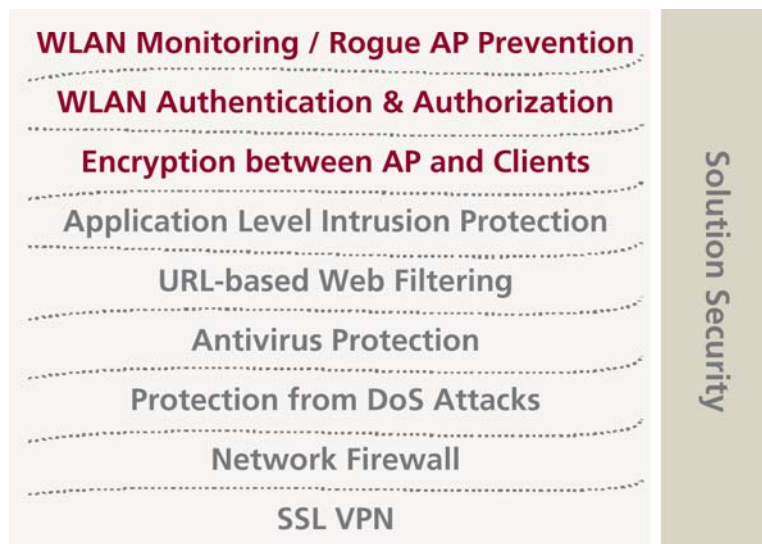 WLAN Monitoring / Rogue AP Prevention
WLAN Authentication & Authorization
Encryption between AP and Clients
Application Level Intrusion Protection
URL-based Web Filtering
Antivirus Protection
Protection from DoS Attacks
Network Firewall
SSL VPN
Solution Security